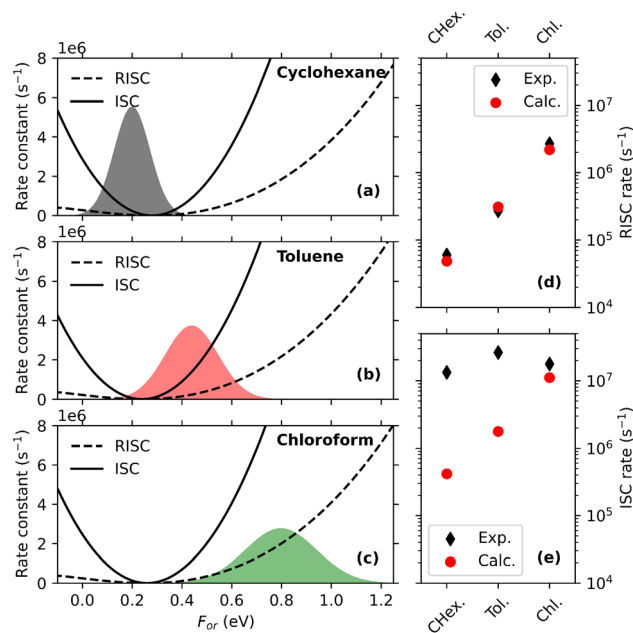 1e6
8
6
4
2
0
Rate constant (s⁻¹)
RISC
ISC
Cyclohexane
(a)
1e6
8
6
4
2
0
Rate constant (s⁻¹)
RISC
ISC
Toluene
(b)
1e6
8
6
4
2
0
Rate constant (s⁻¹)
RISC
ISC
Chloroform
(c)
0.0 0.2 0.4 0.6 0.8 1.0 1.2
F_or (eV)
CHex. Tol. Chl.
Exp.
Calc.
(d)
10⁷
10⁶
10⁵
10⁴
RISC rate (s⁻¹)
Exp.
Calc.
(e)
10⁷
10⁶
10⁵
10⁴
ISC rate (s⁻¹)
CHex. Tol. Chl.